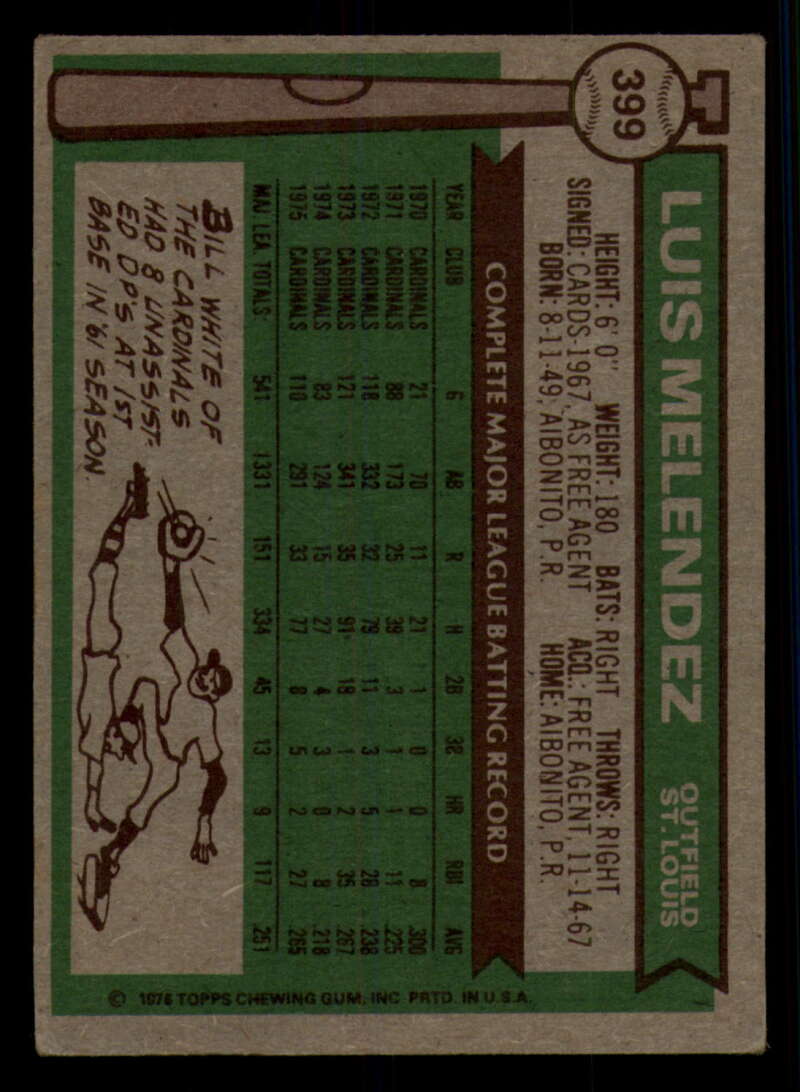 399
LUIS MELENDEZ
OUTFIELD
ST. LOUIS
HEIGHT: 6' 0" WEIGHT: 180 BATS: RIGHT THROWS: RIGHT
SIGNED: CARDS-1967, AS FREE AGENT ACQ.: FREE AGENT, 11-14-67
BORN: 8-11-49, AIBONITO, P.R. HOME: AIBONITO, P.R.
COMPLETE MAJOR LEAGUE BATTING RECORD
YEAR CLUB G AB R H 2B 3B HR RBI AVG
1970 CARDINALS 21 70 11 21 1 0 0 8 .300
1971 CARDINALS 88 173 25 39 3 1 1 11 .225
1972 CARDINALS 118 332 32 79 11 3 5 28 .238
1973 CARDINALS 121 341 35 91 18 1 2 35 .267
1974 CARDINALS 83 124 15 27 4 3 0 8 .218
1975 CARDINALS 110 291 33 77 8 5 2 27 .265
MAJ. LEA. TOTALS 541 1331 151 334 45 13 9 117 .251
BILL WHITE OF
THE CARDINALS
HAD 8 UNASSIST-
ED DP'S AT 1ST
BASE IN '61 SEASON.
© 1976 TOPPS CHEWING GUM, INC. PRTD. IN U.S.A.